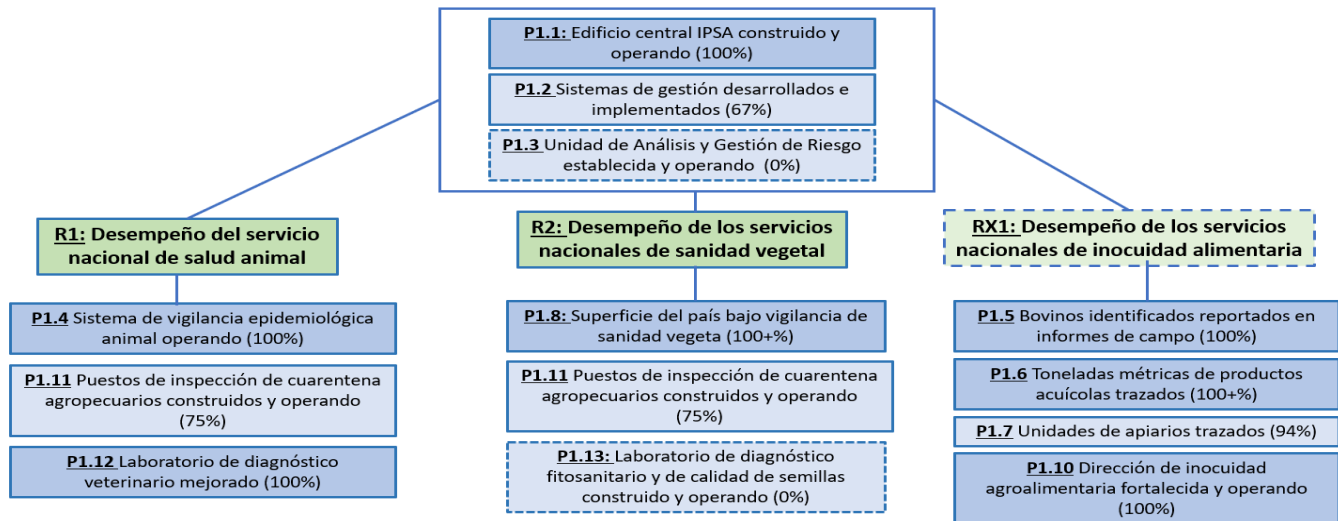 P1.1: Edificio central IPSA construido y
operando (100%)
P1.2 Sistemas de gestión desarrollados e
implementados (67%)
P1.3 Unidad de Análisis y Gestión de Riesgo
establecida y operando (0%)
R1: Desempeño del servicio
nacional de salud animal
P1.4 Sistema de vigilancia epidemiológica
animal operando (100%)
P1.11 Puestos de inspección de cuarentena
agropecuarios construidos y operando
(75%)
P1.12 Laboratorio de diagnóstico
veterinario mejorado (100%)
R2: Desempeño de los servicios
nacionales de sanidad vegetal
P1.8: Superficie del país bajo vigilancia de
sanidad vegeta (100+%)
P1.11 Puestos de inspección de cuarentena
agropecuarios construidos y operando
(75%)
P1.13: Laboratorio de diagnóstico
fitosanitario y de calidad de semillas
construido y operando (0%)
RX1: Desempeño de los servicios
nacionales de inocuidad alimentaria
P1.5 Bovinos identificados reportados en
informes de campo (100%)
P1.6 Toneladas métricas de productos
acuícolas trazados (100+%)
P1.7 Unidades de apiarios trazados (94%)
P1.10 Dirección de inocuidad
agroalimentaria fortalecida y operando
(100%)